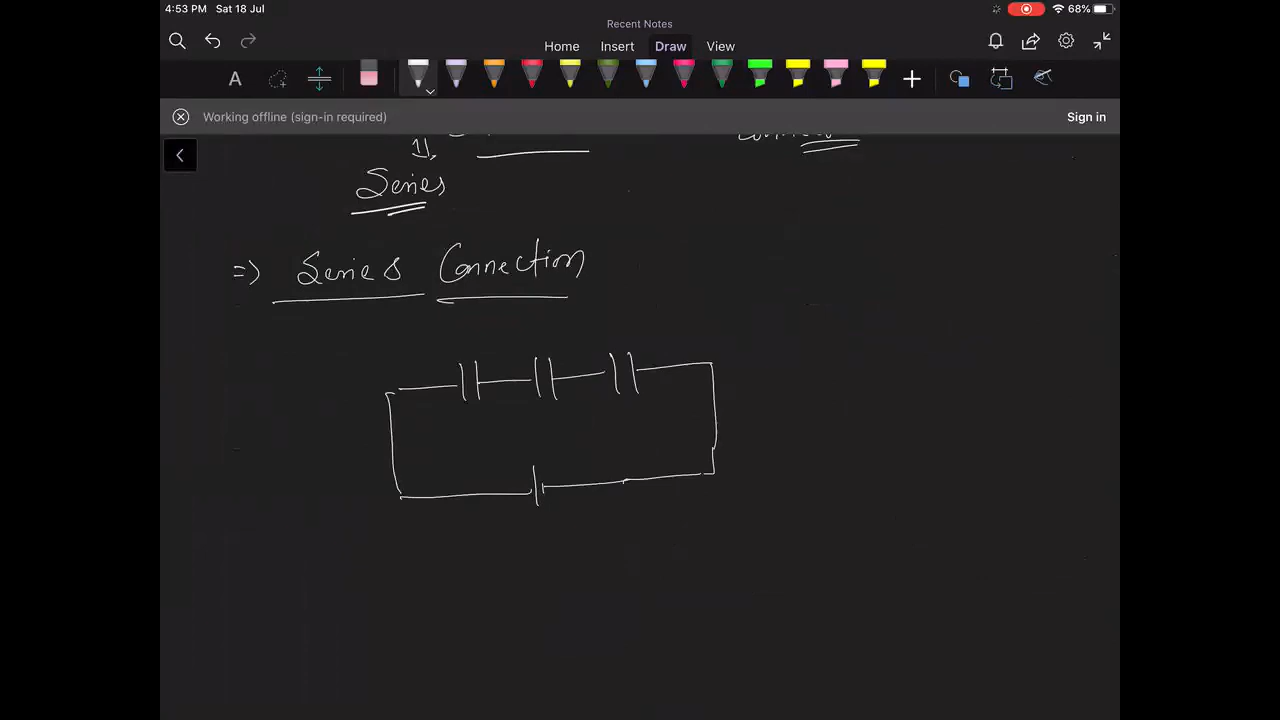 4:53 PM Sat 18 Jul
68%
Recent Notes
Home Insert Draw View
A
Working offline (sign-in required) Sign in
Series
=> Series Connection